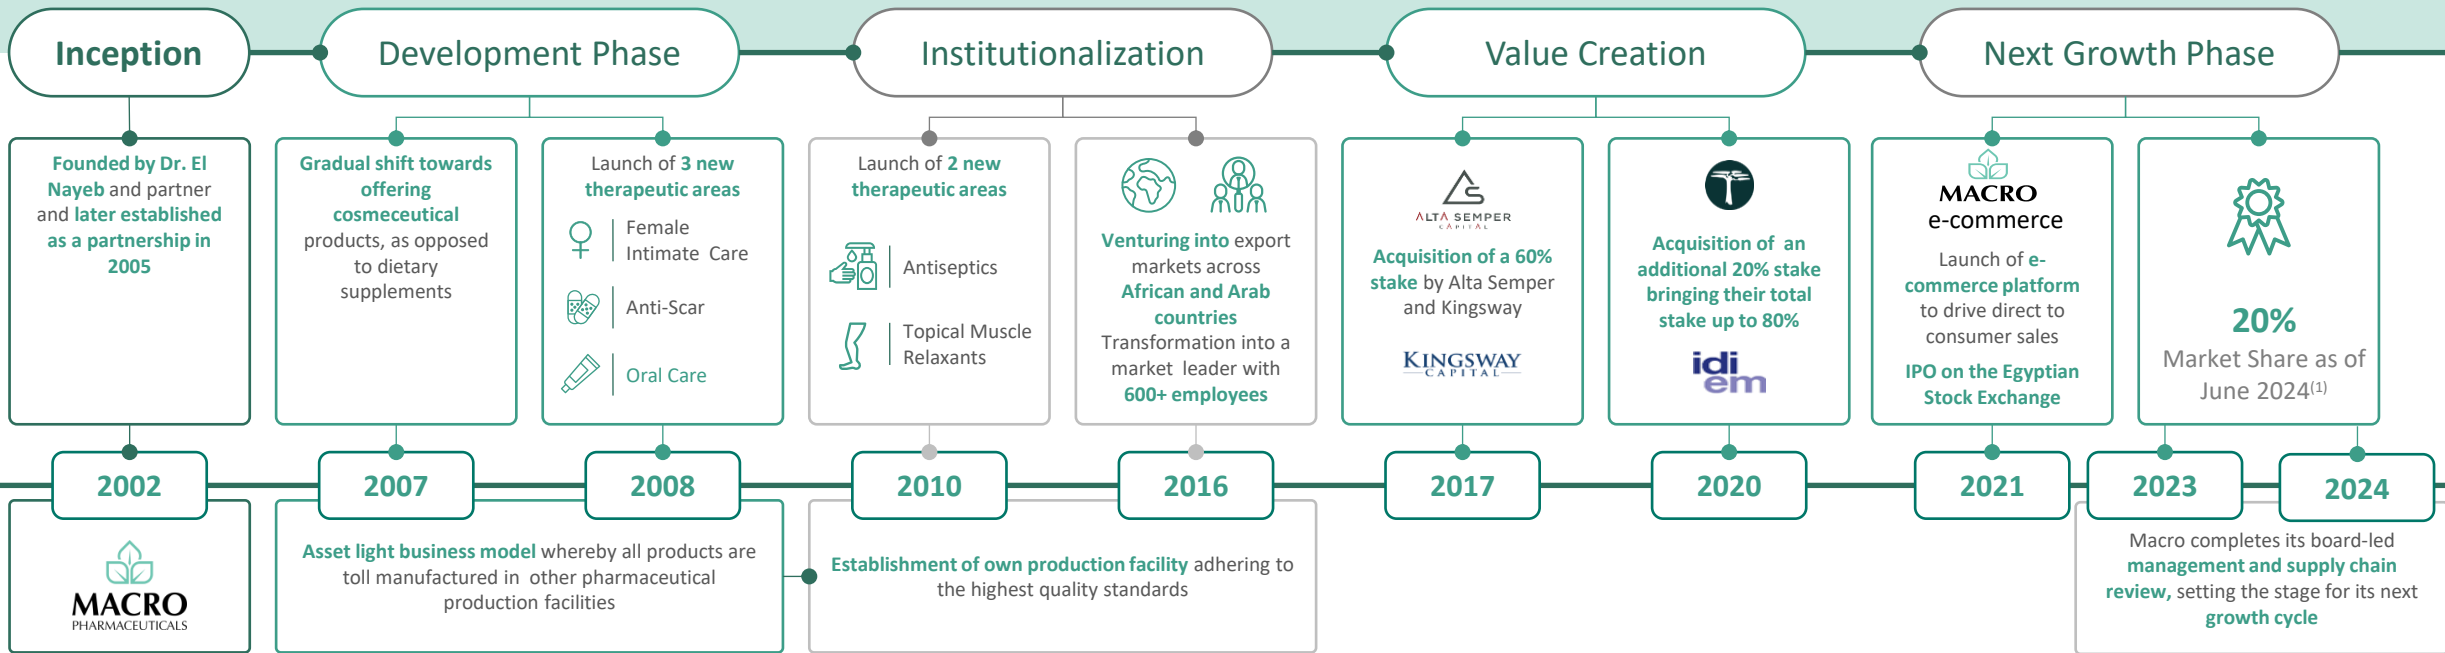 Inception
Development Phase
Institutionalization
Value Creation
Next Growth Phase
Founded by Dr. El
Nayeb and partner
and later established
as a partnership in
2005
Gradual shift towards
offering
cosmeceutical
products, as opposed
to dietary
supplements
Launch of 3 new
therapeutic areas
Female
Intimate Care
Anti-Scar
Oral Care
Launch of 2 new
therapeutic areas
Antiseptics
Topical Muscle
Relaxants
Venturing into export
markets across
African and Arab
countries
Transformation into a
market leader with
600+ employees
ALTA SEMPER
CAPITAL
Acquisition of a 60%
stake by Alta Semper
and Kingsway
KINGSWAY
CAPITAL
Acquisition of an
additional 20% stake
bringing their total
stake up to 80%
idi
em
MACRO
e-commerce
Launch of e-
commerce platform
to drive direct to
consumer sales
IPO on the Egyptian
Stock Exchange
20%
Market Share as of
June 2024(1)
2002
2007
2008
2010
2016
2017
2020
2021
2023
2024
MACRO
PHARMACEUTICALS
Asset light business model whereby all products are
toll manufactured in other pharmaceutical
production facilities
Establishment of own production facility adhering to
the highest quality standards
Macro completes its board-led
management and supply chain
review, setting the stage for its next
growth cycle